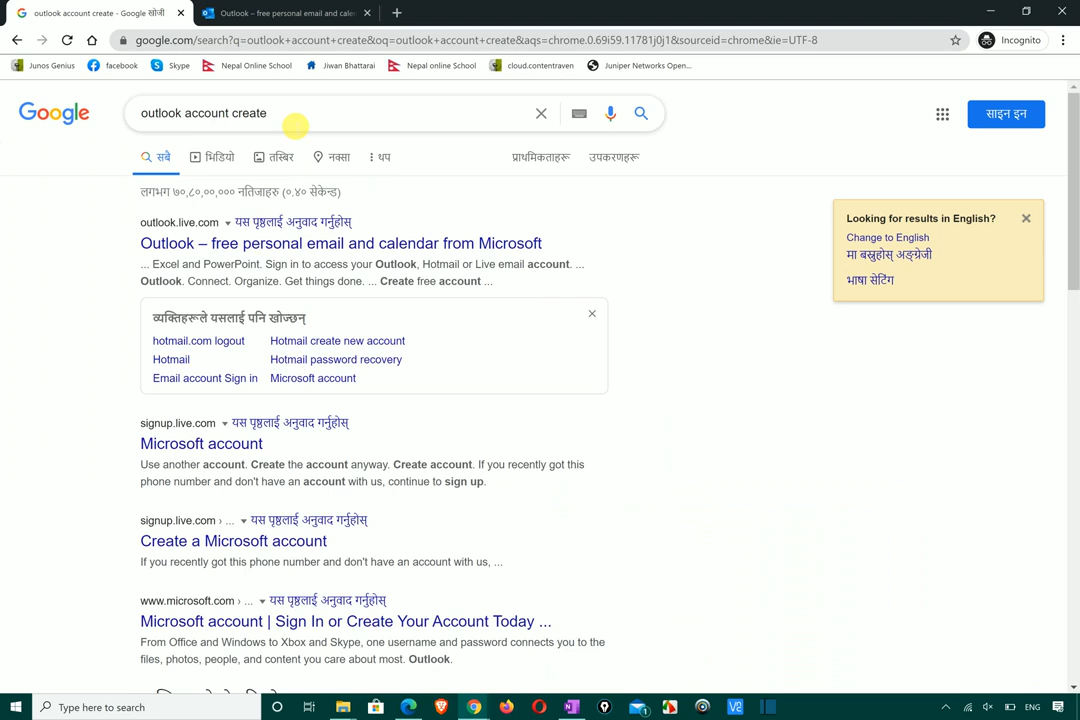 outlook account create - Google खोजी
Outlook – free personal email and calen
google.com/search?q=outlook+account+create&oq=outlook+account+create&aqs=chrome.0.69i59.11781j0j1&sourceid=chrome&ie=UTF-8
Incognito
Junos Genius
facebook
Skype
Nepal Online School
Jiwan Bhattarai
Nepal online School
cloud.contentraven
Juniper Networks Open...
Google
outlook account create
साइन इन
सबै
भिडियो
तस्बिर
नक्सा
थप
प्राथमिकताहरू
उपकरणहरू
लगभग ७०,८०,००,००० नतिजाहरु (०.४० सेकेन्ड)
Looking for results in English?
Change to English
मा बस्नुहोस् अङ्ग्रेजी
भाषा सेटिंग
outlook.live.com
यस पृष्ठलाई अनुवाद गर्नुहोस्
Outlook – free personal email and calendar from Microsoft
... Excel and PowerPoint. Sign in to access your Outlook, Hotmail or Live email account. ...
Outlook. Connect. Organize. Get things done. ... Create free account ...
व्यक्तिहरूले यसलाई पनि खोज्छन्
hotmail.com logout
Hotmail create new account
Hotmail
Hotmail password recovery
Email account Sign in
Microsoft account
signup.live.com
यस पृष्ठलाई अनुवाद गर्नुहोस्
Microsoft account
Use another account. Create the account anyway. Create account. If you recently got this
phone number and don't have an account with us, continue to sign up.
signup.live.com › ...
यस पृष्ठलाई अनुवाद गर्नुहोस्
Create a Microsoft account
If you recently got this phone number and don't have an account with us, ...
www.microsoft.com › ...
यस पृष्ठलाई अनुवाद गर्नुहोस्
Microsoft account | Sign In or Create Your Account Today ...
From Office and Windows to Xbox and Skype, one username and password connects you to the
files, photos, people, and content you care about most. Outlook.
Type here to search
ENG